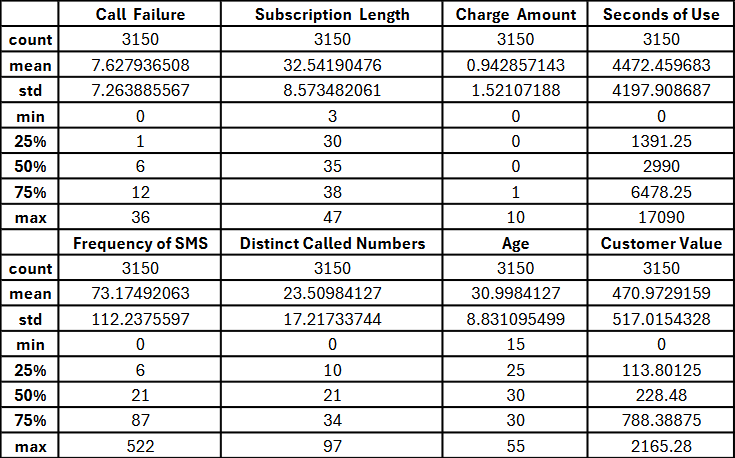 Call Failure Subscription Length Charge Amount Seconds of Use
count 3150 3150 3150 3150
mean 7.627936508 32.54190476 0.942857143 4472.459683
std 7.263885567 8.573482061 1.52107188 4197.908687
min 0 3 0 0
25% 1 30 0 1391.25
50% 6 35 0 2990
75% 12 38 1 6478.25
max 36 47 10 17090
Frequency of SMS Distinct Called Numbers Age Customer Value
count 3150 3150 3150 3150
mean 73.17492063 23.50984127 30.9984127 470.9729159
std 112.2375597 17.21733744 8.831095499 517.0154328
min 0 0 15 0
25% 6 10 25 113.80125
50% 21 21 30 228.48
75% 87 34 30 788.38875
max 522 97 55 2165.28